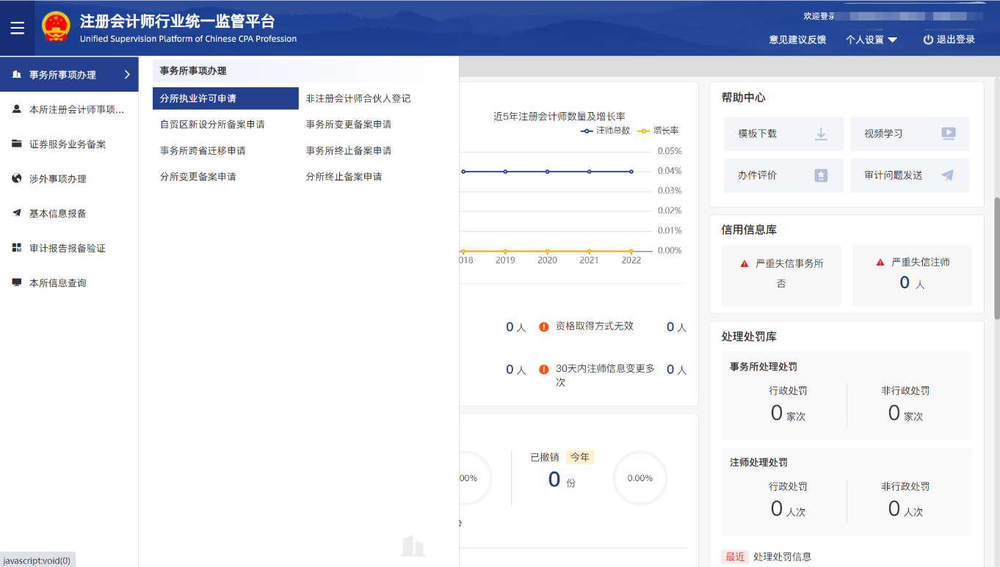 注册会计师行业统一监管平台
Unified Supervision Platform of Chinese CPA Profession
欢迎登录
意见建议反馈
个人设置
退出登录
事务所事项办理
本所注册会计师事项...
证券服务业务备案
涉外事项办理
基本信息报备
审计报告报备验证
本所信息查询
事务所事项办理
分所执业许可申请
非注册会计师合伙人登记
自贸区新设分所备案申请
事务所变更备案申请
事务所跨省迁移申请
事务所终止备案申请
分所变更备案申请
分所终止备案申请
近5年注册会计师数量及增长率
注师总数
增长率
0.05%
0.04%
0.03%
0.02%
0.01%
0.00%
018 2019 2020 2021 2022
0 人
资格取得方式无效
0 人
0 人
30天内注师信息变更多
次
0 人
00%
已撤销 今年
0 份
0.00%
帮助中心
模板下载
视频学习
办件评价
审计问题发送
信用信息库
严重失信事务所
否
严重失信注师
0 人
处理处罚库
事务所处理处罚
行政处罚
0 家次
非行政处罚
0 家次
注师处理处罚
行政处罚
0 人次
非行政处罚
0 人次
最近 处理处罚信息
javascript:void(0)